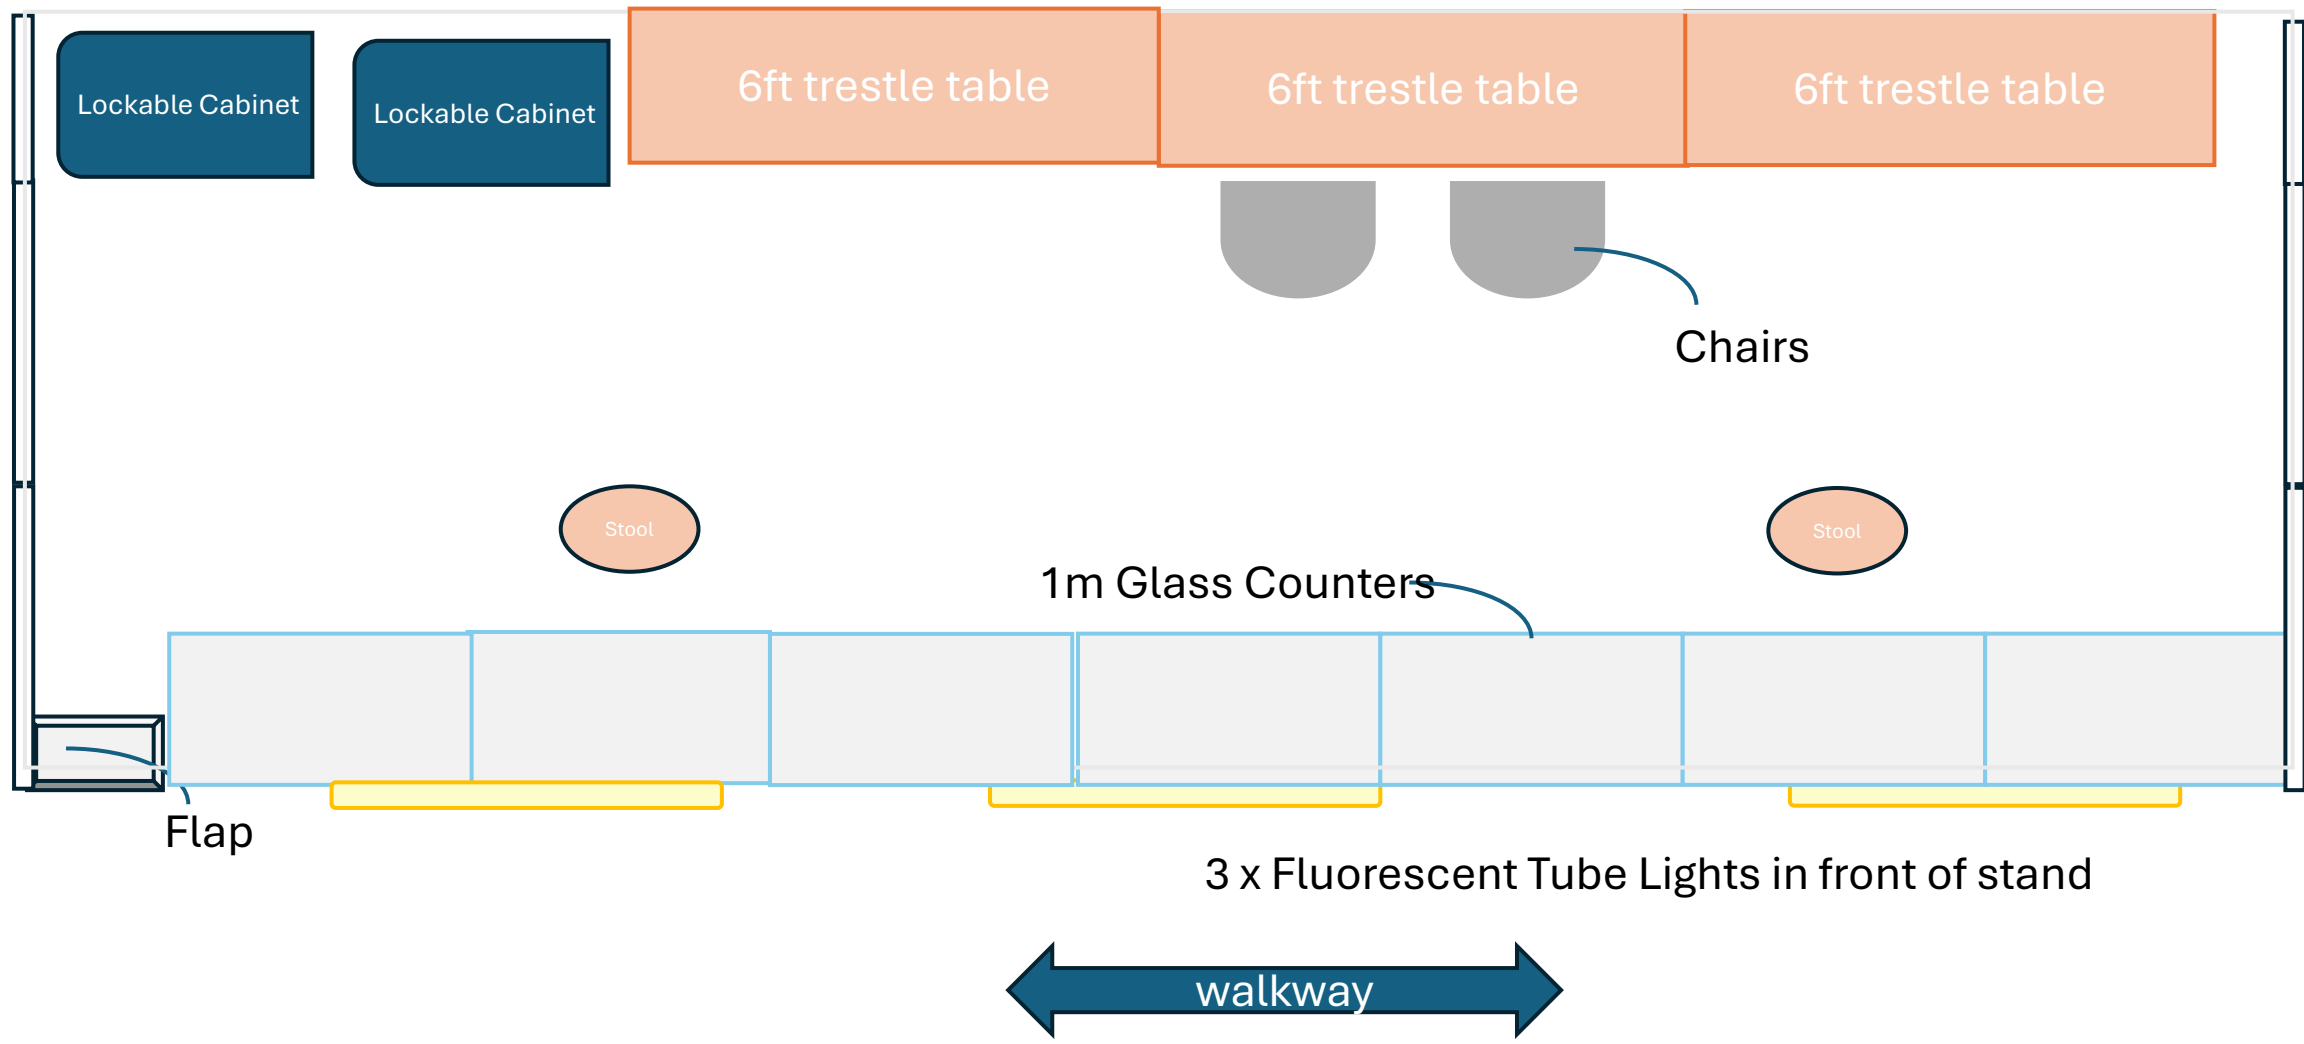 Lockable Cabinet
Lockable Cabinet
6ft trestle table
6ft trestle table
6ft trestle table
Chairs
Stool
Stool
1m Glass Counters
Flap
3 x Fluorescent Tube Lights in front of stand
walkway